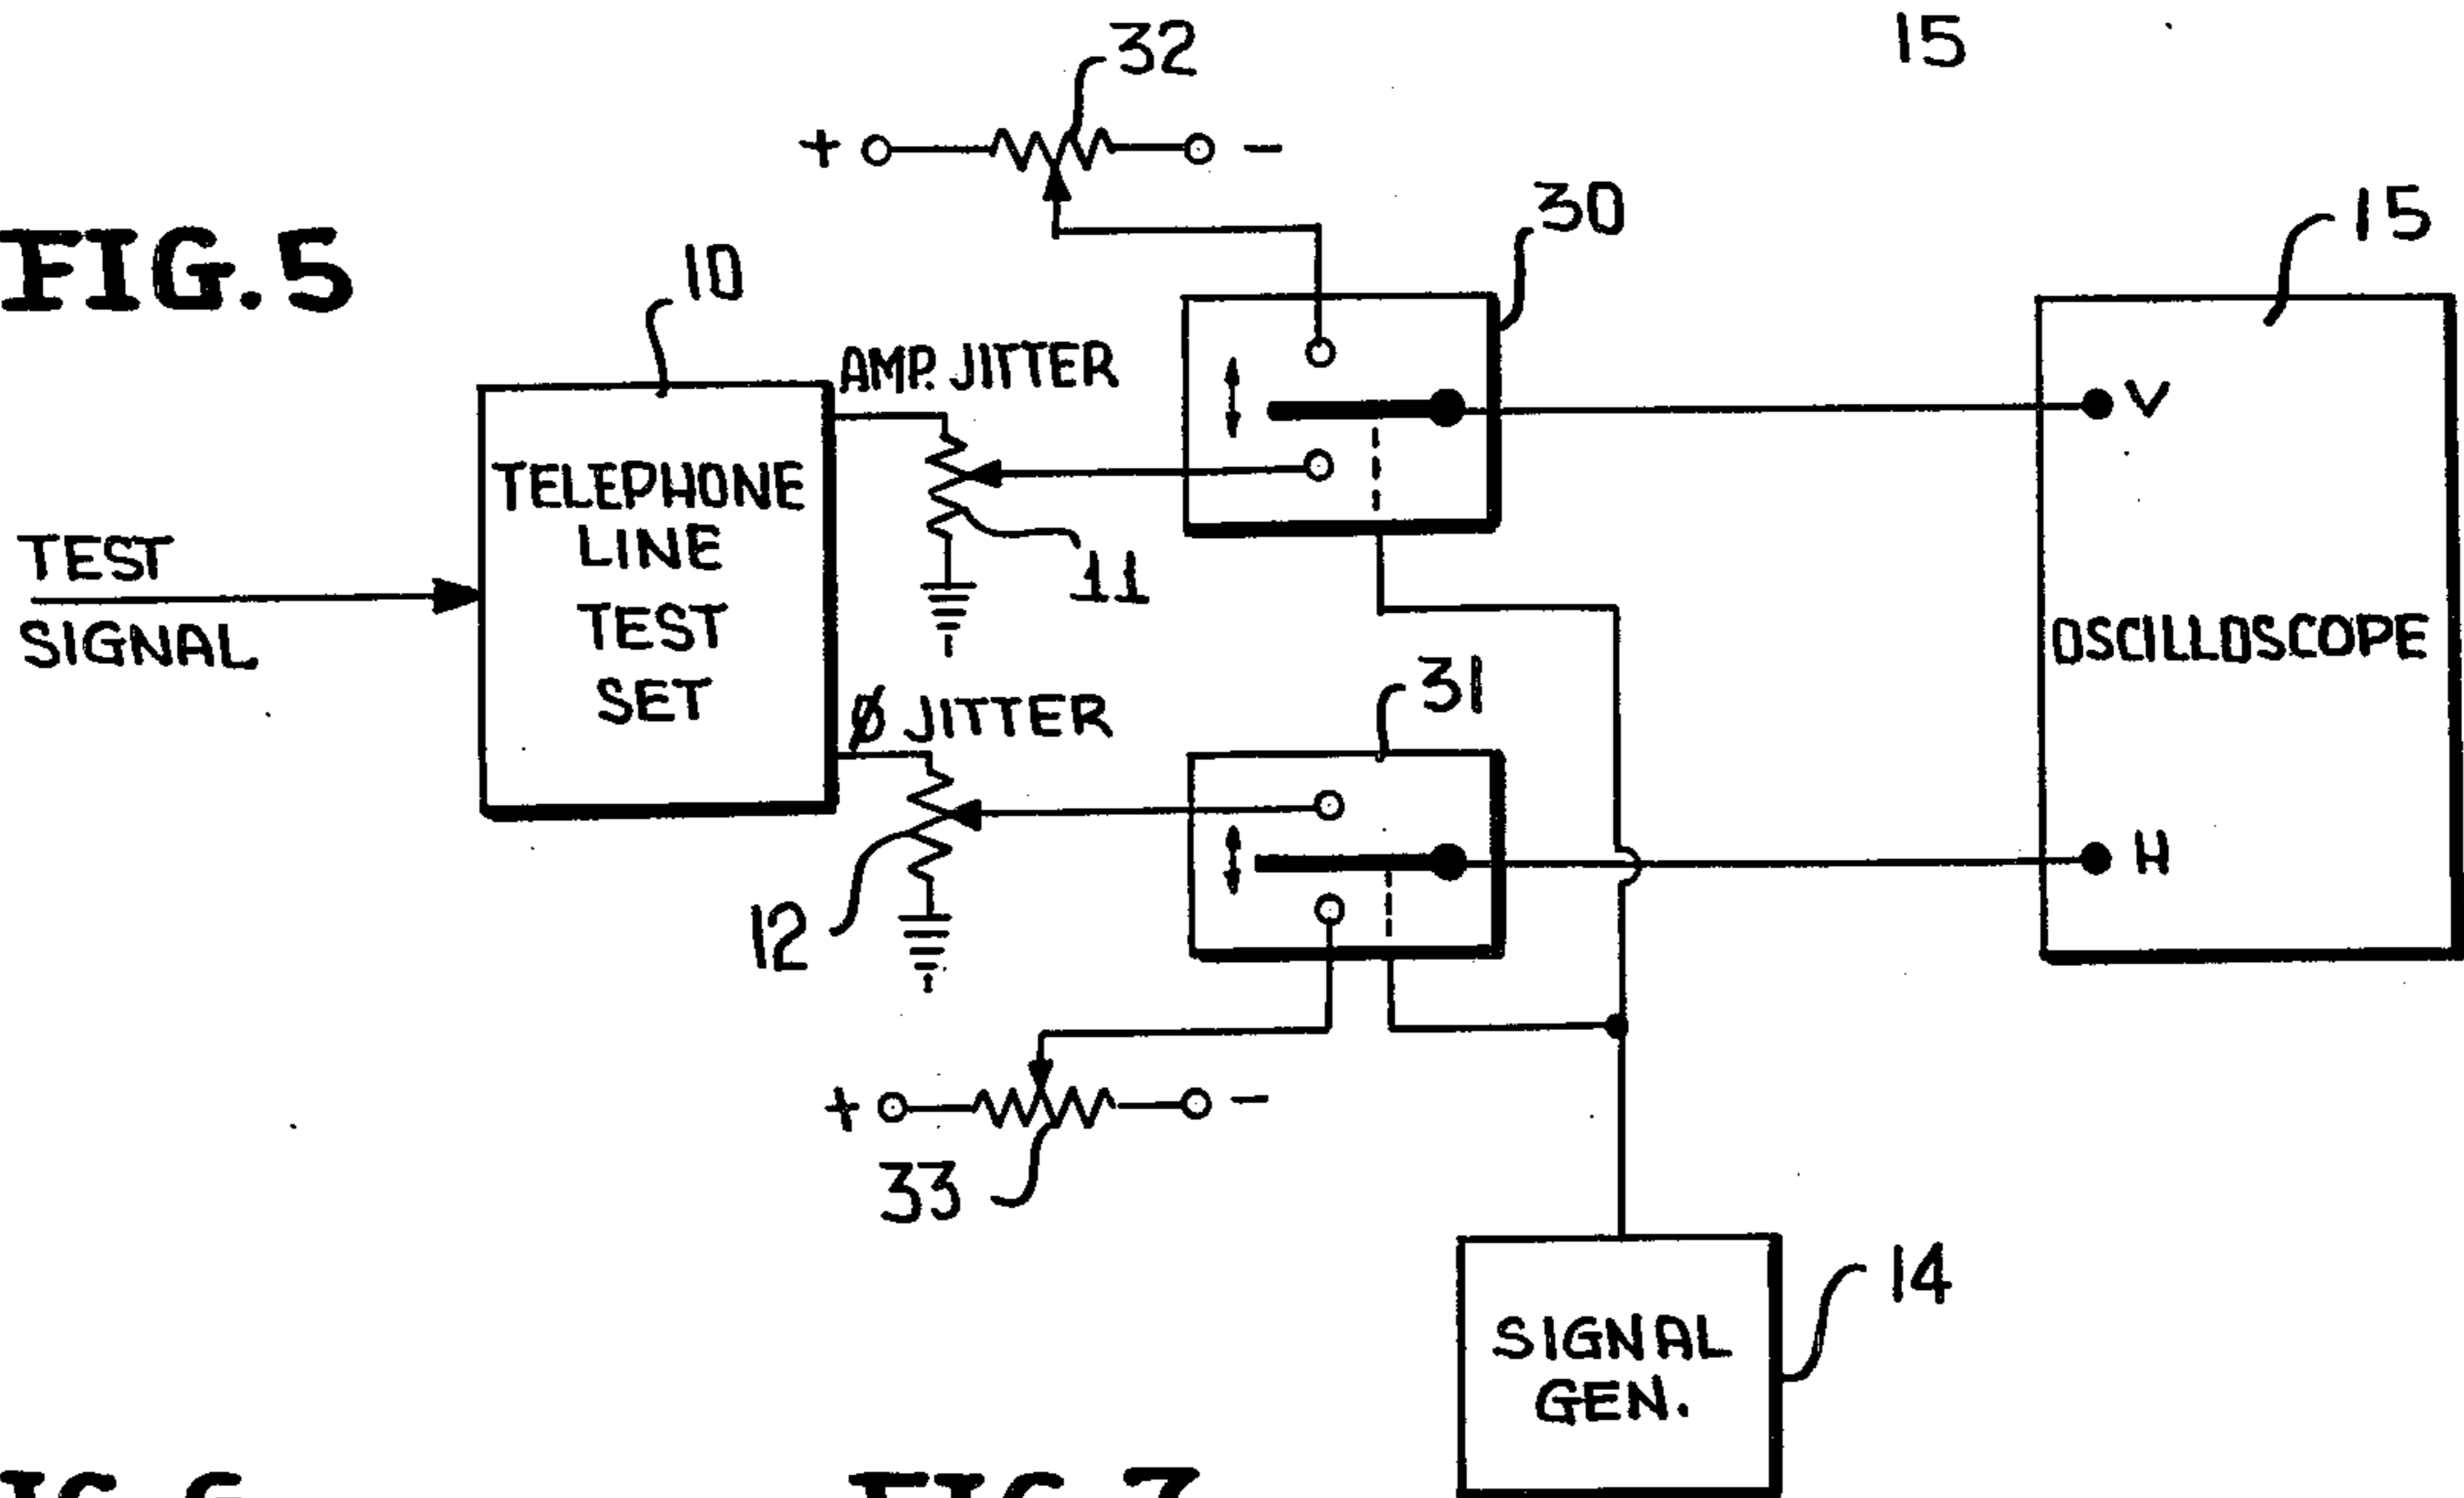 15
32
+ -
30
15
FIG.5
10
AMP. JITTER
V
TELEPHONE
LINE
TEST
SET
TEST
SIGNAL
11
OSCILLOSCOPE
31
Ø JITTER
H
12
+ -
33
14
SIGNAL
GEN.